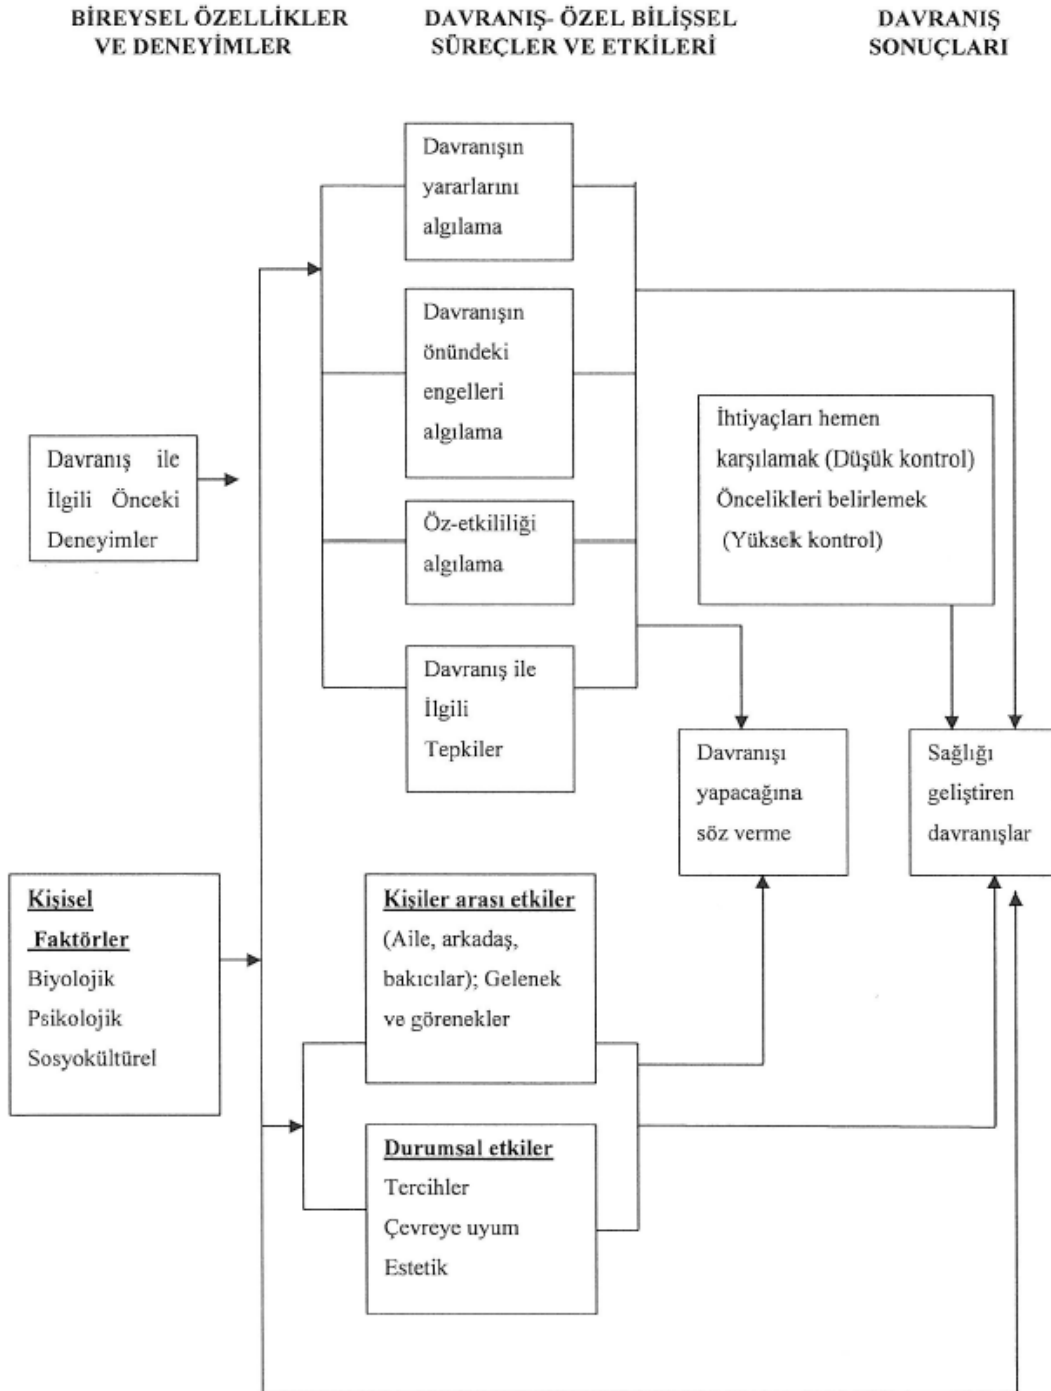 BİREYSEL ÖZELLİKLER
VE DENEYİMLER
DAVRANIŞ- ÖZEL BİLİŞSEL
SÜREÇLER VE ETKİLERİ
DAVRANIŞ
SONUÇLARI
Davranışın
yararlarını
algılama
Davranışın
önündeki
engelleri
algılama
İhtiyaçları hemen
karşılamak (Düşük kontrol)
Öncelikleri belirlemek
(Yüksek kontrol)
Davranış ile
İlgili Önceki
Deneyimler
Öz-etkililiği
algılama
Davranış ile
İlgili
Tepkiler
Davranışı
yapacağına
söz verme
Sağlığı
geliştiren
davranışlar
Kişisel
Faktörler
Biyolojik
Psikolojik
Sosyokültürel
Kişiler arası etkiler
(Aile, arkadaş,
bakıcılar); Gelenek
ve görenekler
Durumsal etkiler
Tercihler
Çevreye uyum
Estetik